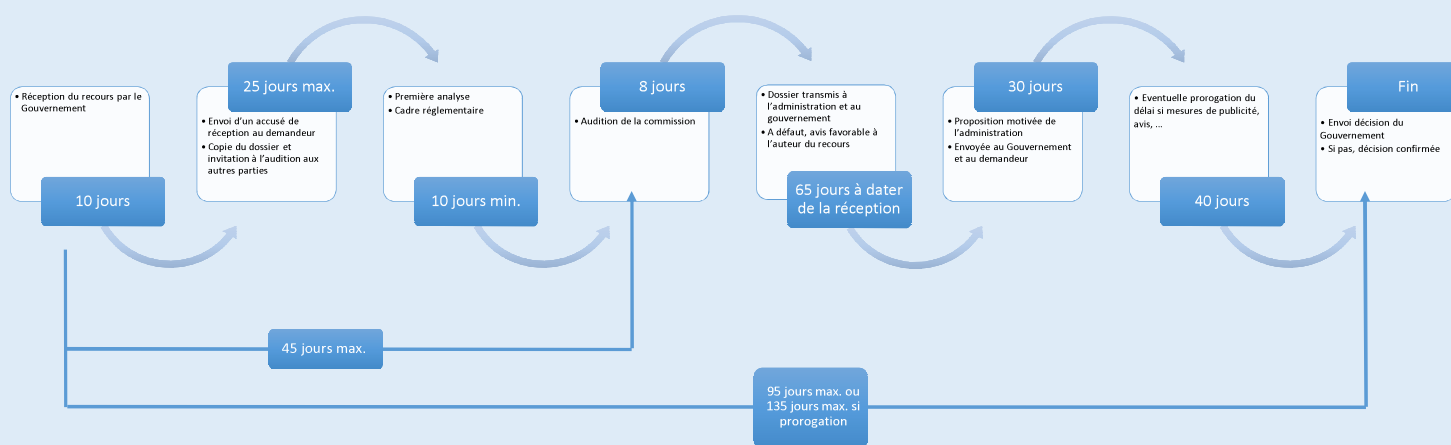 • Réception du recours par le
Gouvernement
10 jours
25 jours max.
• Envoi d’un accusé de
réception au demandeur
• Copie du dossier et
invitation à l’audition aux
autres parties
• Première analyse
• Cadre réglementaire
10 jours min.
8 jours
• Audition de la commission
• Dossier transmis à
l’administration et au
gouvernement
• A défaut, avis favorable à
l’auteur du recours
65 jours à dater
de la réception
30 jours
• Proposition motivée de
l’administration
• Envoyée au Gouvernement
et au demandeur
• Eventuelle prorogation du
délai si mesures de publicité,
avis, ...
40 jours
Fin
• Envoi décision du
Gouvernement
• Si pas, décision confirmée
45 jours max.
95 jours max. ou
135 jours max. si
prorogation